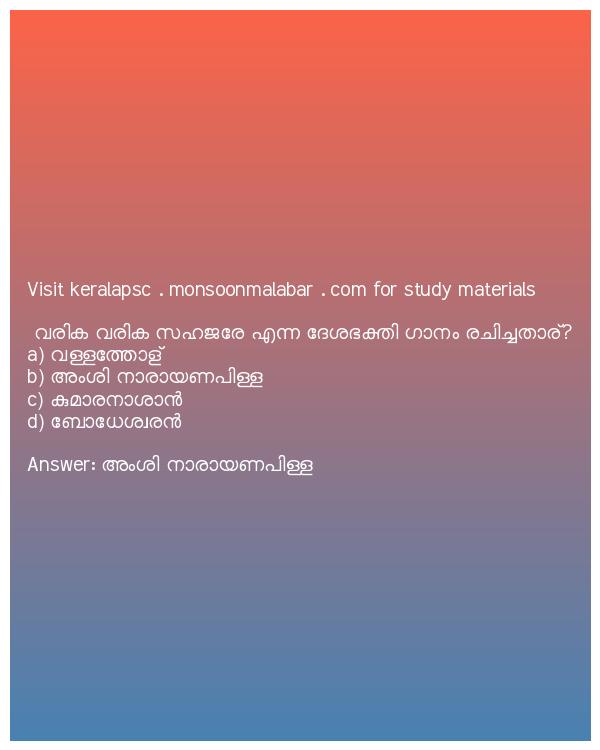 Visit keralapsc . monsoonmalabar . com for study materials
വരിക വരിക സഹജരേ എന്ന ദേശഭക്തി ഗാനം രചിച്ചതാര്?
a) വള്ളത്തോള്
b) അംശി നാരായണപിള്ള
c) കുമാരനാശാൻ
d) ബോധേശ്വരൻ
Answer: അംശി നാരായണപിള്ള